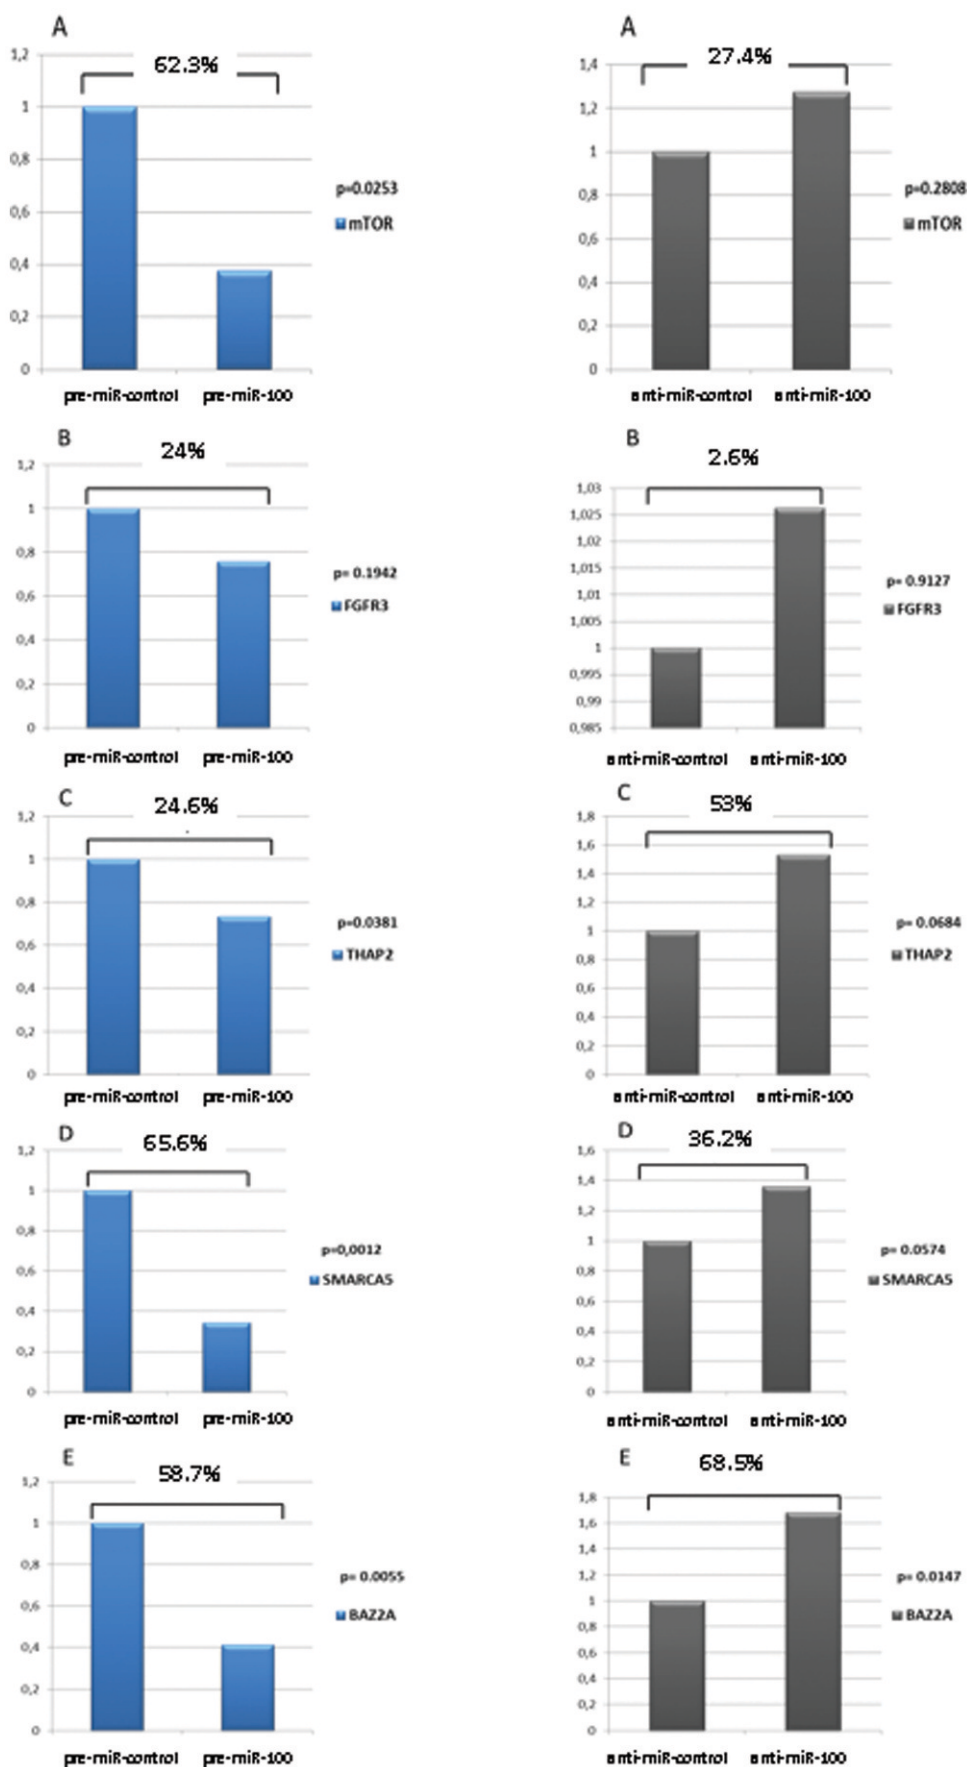 A
62.3%
1,2
1
0,8
0,6
0,4
0,2
0
p=0.0253
mTOR
pre-miR-control pre-miR-100
A
27.4%
1,4
1,2
1
0,8
0,6
0,4
0,2
0
p=0.2808
mTOR
anti-miR-control anti-miR-100
B
24%
1,2
1
0,8
0,6
0,4
0,2
0
p= 0.1942
FGFR3
pre-miR-control pre-miR-100
B
2.6%
1,03
1,025
1,02
1,015
1,01
1,005
1
0,995
0,99
0,985
p= 0.9127
FGFR3
anti-miR-control anti-miR-100
C
24.6%
1,2
1
0,8
0,6
0,4
0,2
0
p=0.0381
THAP2
pre-miR-control pre-miR-100
C
53%
1,8
1,6
1,4
1,2
1
0,8
0,6
0,4
0,2
0
p= 0.0684
THAP2
anti-miR-control anti-miR-100
D
65.6%
1,2
1
0,8
0,6
0,4
0,2
0
p=0,0012
SMARCA5
pre-miR-control pre-miR-100
D
36.2%
1,6
1,4
1,2
1
0,8
0,6
0,4
0,2
0
p= 0.0574
SMARCA5
anti-miR-control anti-miR-100
E
58.7%
1,2
1
0,8
0,6
0,4
0,2
0
p= 0.0055
BAZ2A
pre-miR-control pre-miR-100
E
68.5%
1,8
1,6
1,4
1,2
1
0,8
0,6
0,4
0,2
0
p= 0.0147
BAZ2A
anti-miR-control anti-miR-100